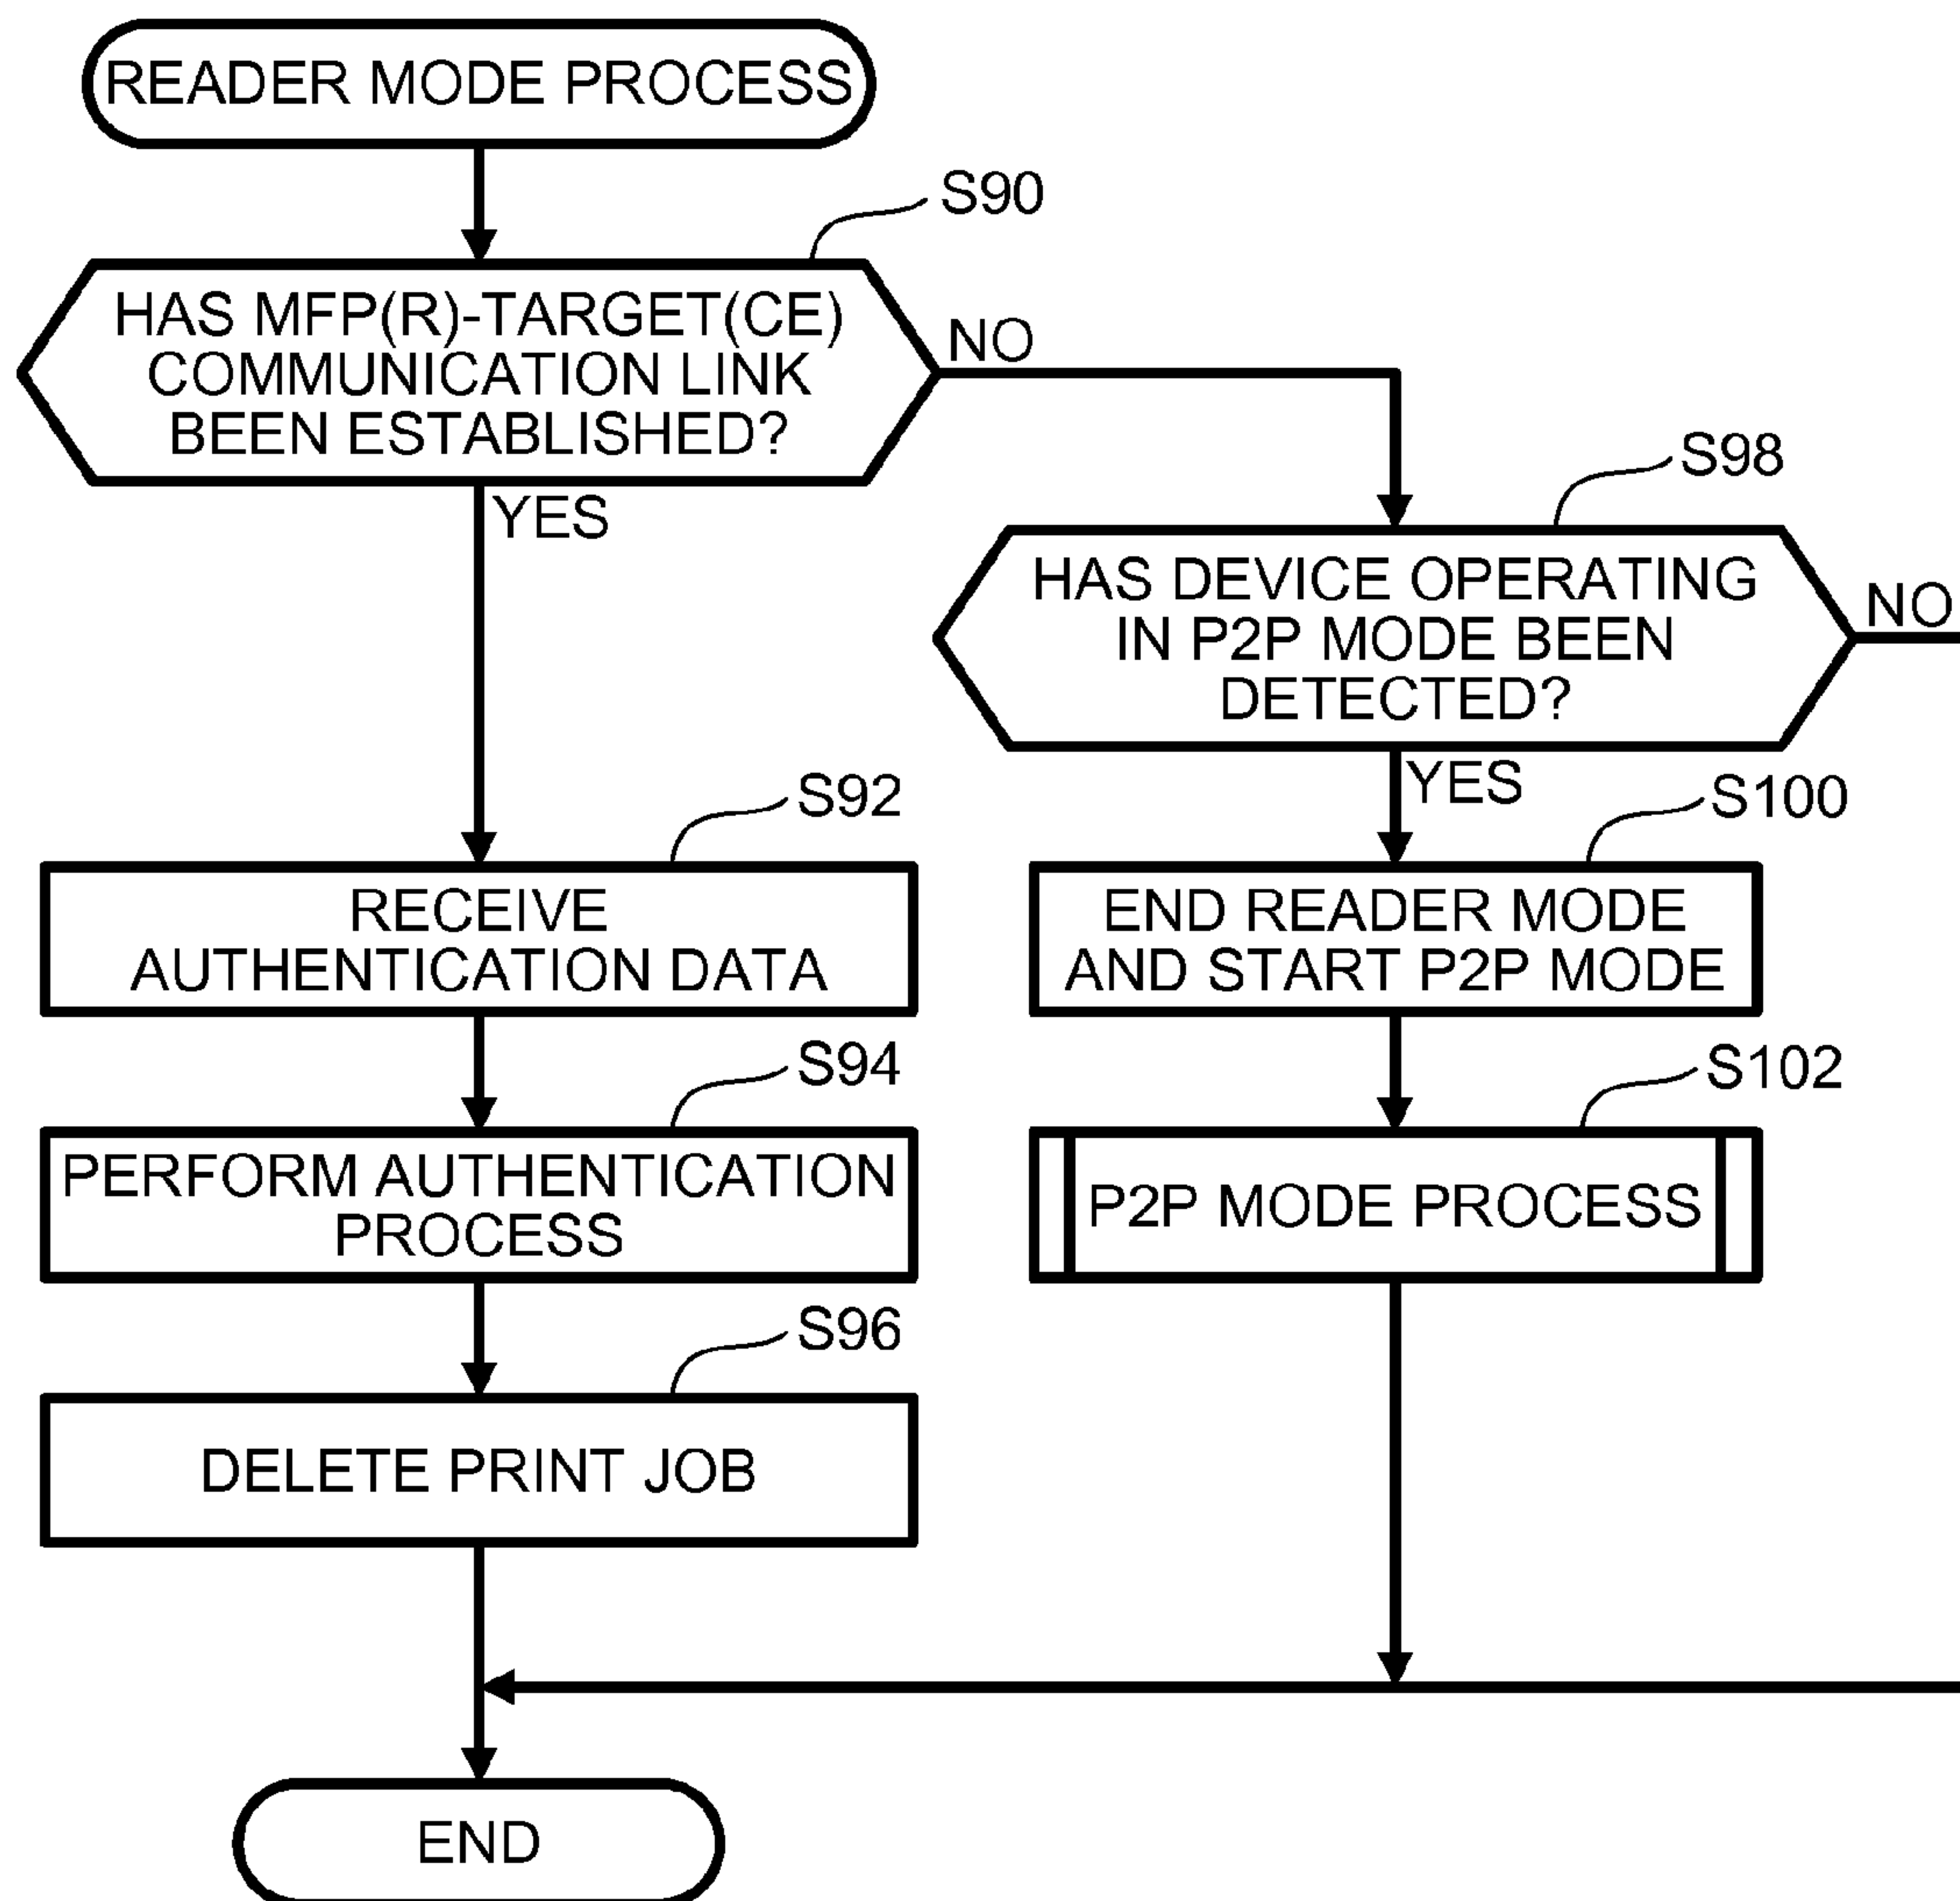 READER MODE PROCESS
S90
HAS MFP(R)-TARGET(CE)
COMMUNICATION LINK
BEEN ESTABLISHED?
NO
YES
S98
HAS DEVICE OPERATING
IN P2P MODE BEEN
DETECTED?
NO
YES
S92
RECEIVE
AUTHENTICATION DATA
S100
END READER MODE
AND START P2P MODE
S94
PERFORM AUTHENTICATION
PROCESS
S102
P2P MODE PROCESS
S96
DELETE PRINT JOB
END